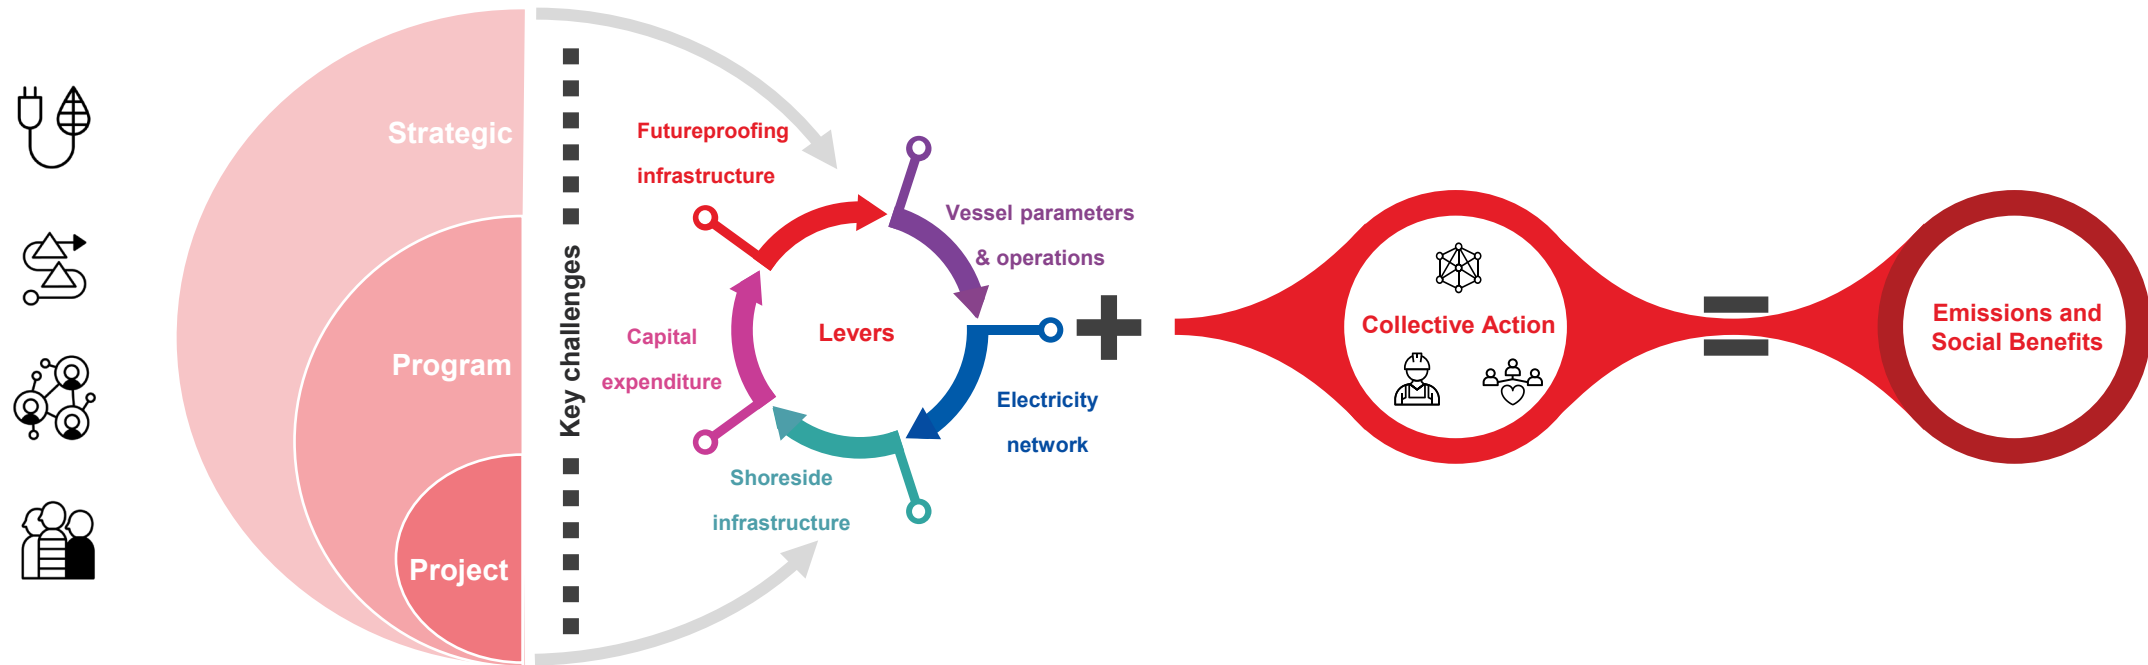 Strategic
Program
Project
Key challenges
Futureproofing
infrastructure
Vessel parameters
& operations
Levers
Capital
expenditure
Electricity
network
Shoreside
infrastructure
Collective Action
Emissions and
Social Benefits